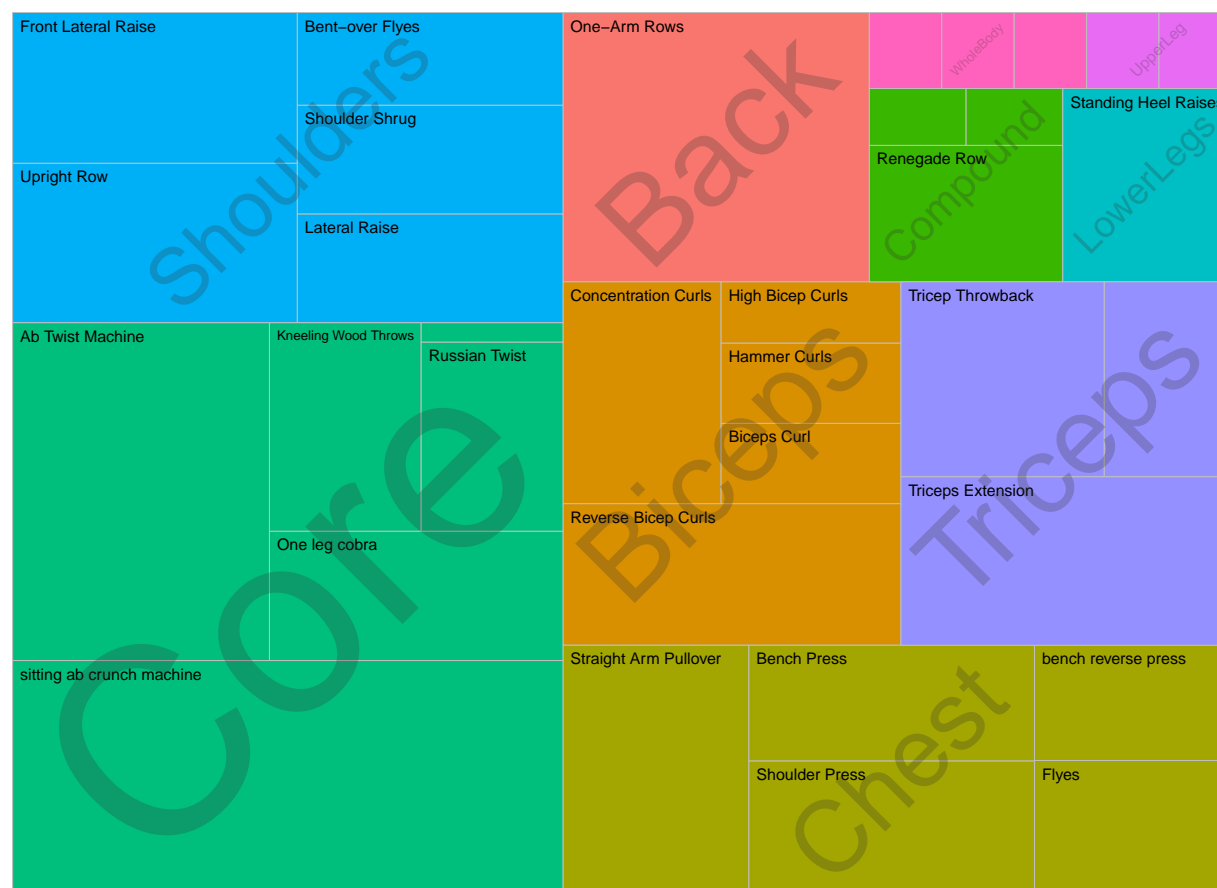 Front Lateral Raise
Bent−over Flyes
Shoulder Shrug
Upright Row
Lateral Raise
Shoulders
One−Arm Rows
Back
WholeBody
UpperLeg
Renegade Row
Compound
Standing Heel Raise
LowerLegs
Ab Twist Machine
Kneeling Wood Throws
Russian Twist
One leg cobra
sitting ab crunch machine
Core
Concentration Curls
High Bicep Curls
Hammer Curls
Biceps Curl
Reverse Bicep Curls
Biceps
Tricep Throwback
Triceps Extension
Triceps
Straight Arm Pullover
Bench Press
bench reverse press
Shoulder Press
Flyes
Chest